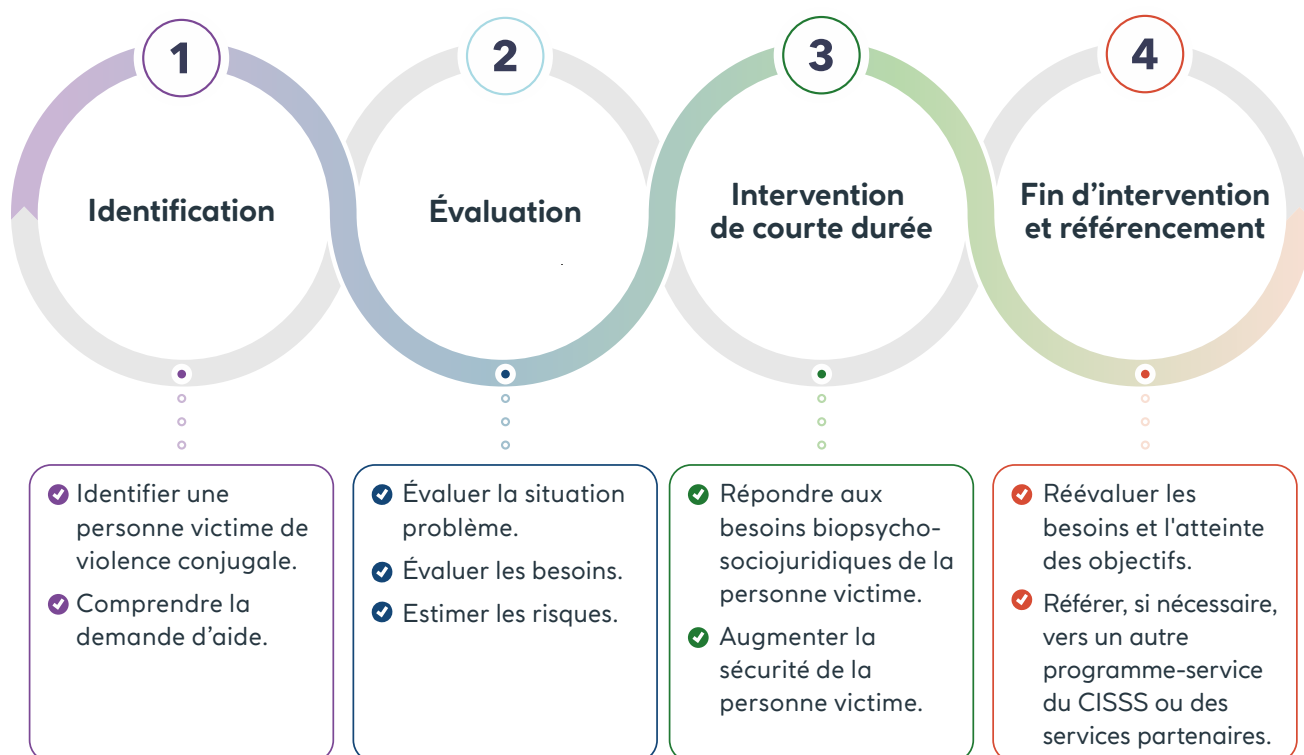 1
Identification
Identifier une
personne victime de
violence conjugale.
Comprendre la
demande d’aide.
2
Évaluation
Évaluer la situation
problème.
Évaluer les besoins.
Estimer les risques.
3
Intervention
de courte durée
Répondre aux
besoins biopsycho-
sociojuridiques de la
personne victime.
Augmenter la
sécurité de la
personne victime.
4
Fin d’intervention
et référencement
Réévaluer les
besoins et l'atteinte
des objectifs.
Référer, si nécessaire,
vers un autre
programme-service
du CISSS ou des
services partenaires.